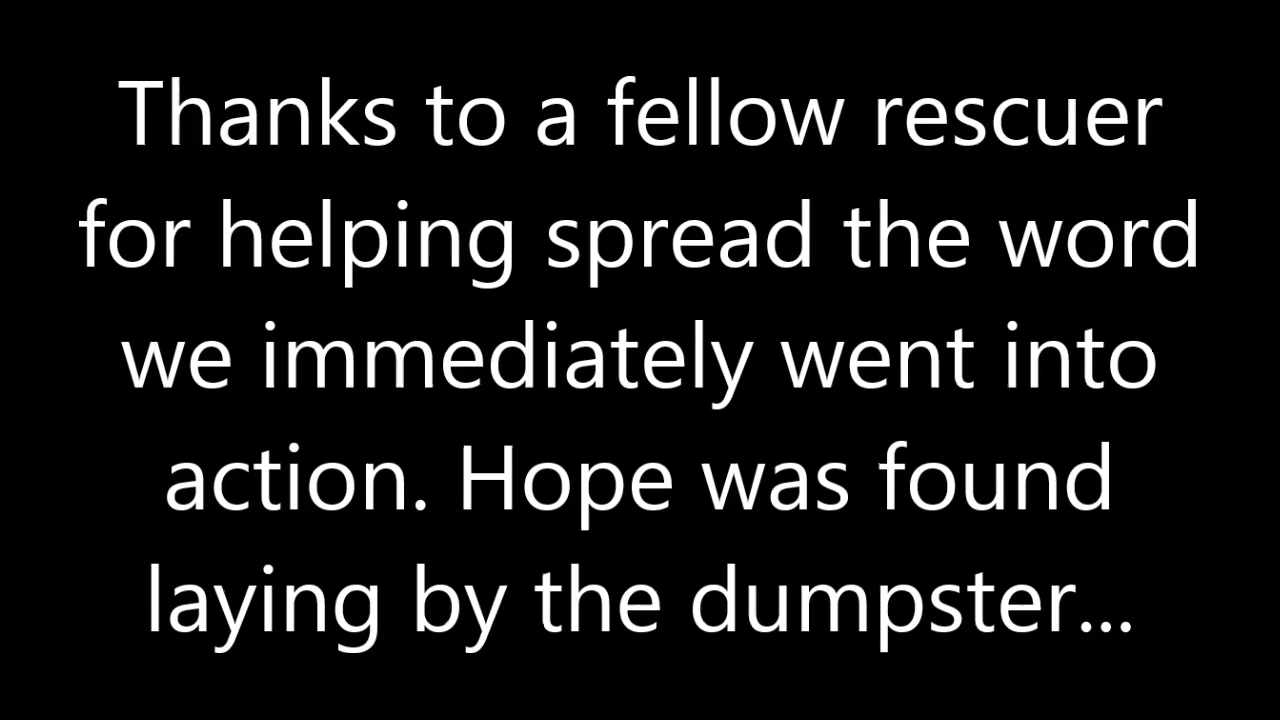 Thanks to a fellow rescuer
for helping spread the word
we immediately went into
action. Hope was found
laying by the dumpster...